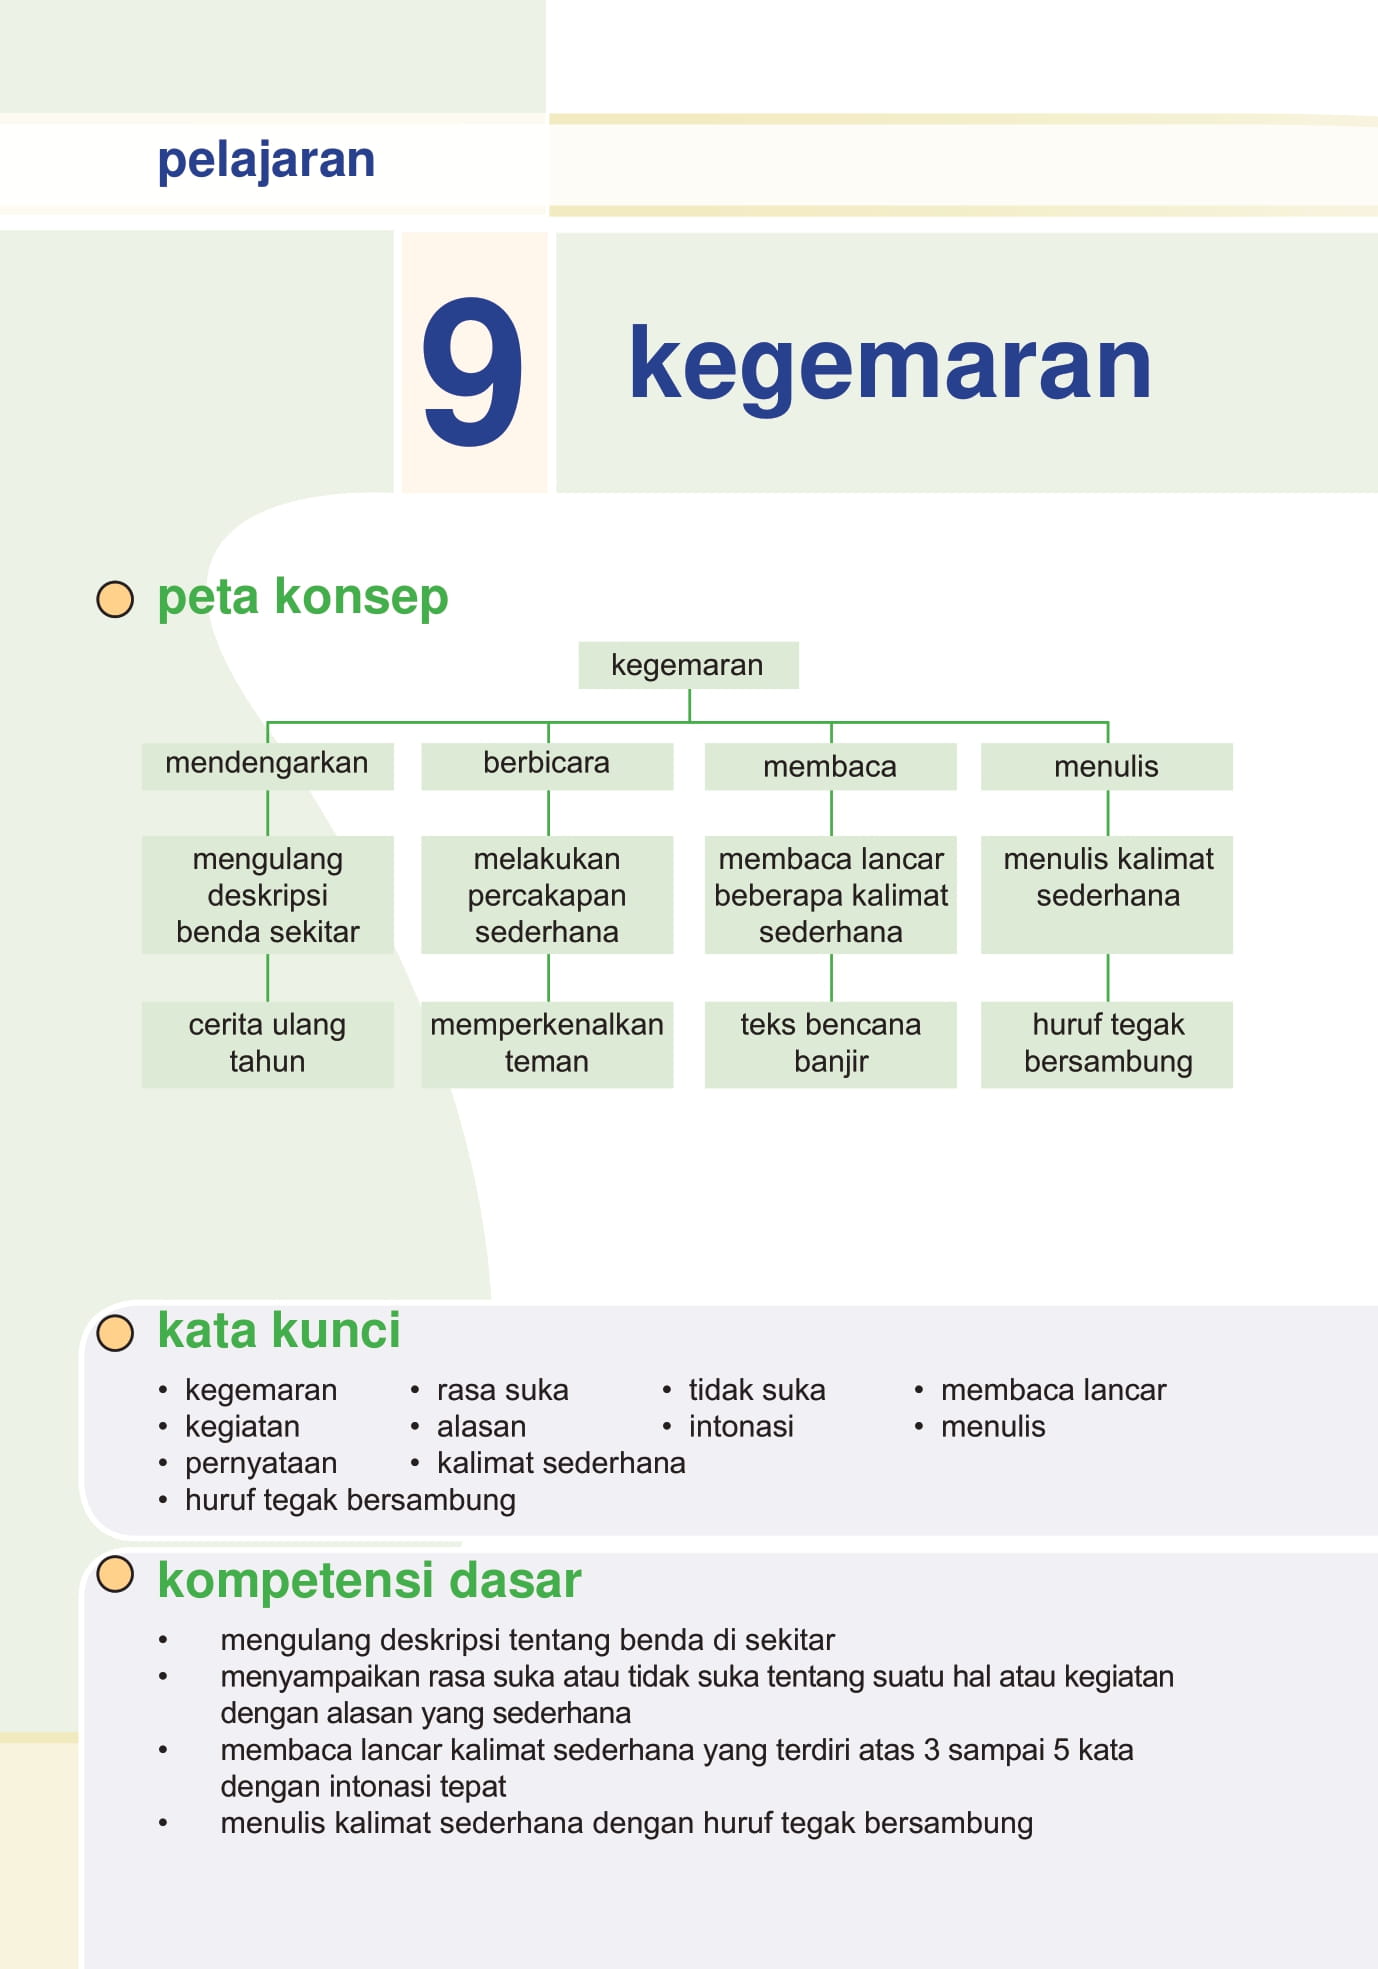 pelajaran
9 kegemaran
peta konsep
kegemaran
mendengarkan berbicara membaca menulis
mengulang melakukan membaca lancar menulis kalimat
deskripsi percakapan beberapa kalimat sederhana
benda sekitar sederhana sederhana
cerita ulang memperkenalkan teks bencana huruf tegak
tahun teman banjir bersambung
kata kunci
• kegemaran • rasa suka • tidak suka • membaca lancar
• kegiatan • alasan • intonasi • menulis
• pernyataan • kalimat sederhana
• huruf tegak bersambung
kompetensi dasar
• mengulang deskripsi tentang benda di sekitar
• menyampaikan rasa suka atau tidak suka tentang suatu hal atau kegiatan
dengan alasan yang sederhana
• membaca lancar kalimat sederhana yang terdiri atas 3 sampai 5 kata
dengan intonasi tepat
• menulis kalimat sederhana dengan huruf tegak bersambung